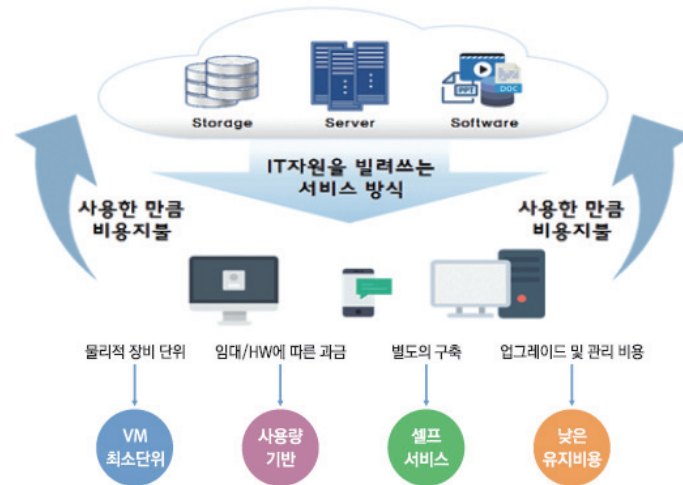 PPT
DOC
Storage
Server
Software
IT자원을 빌려쓰는
서비스 방식
사용한 만큼
비용지불
사용한 만큼
비용지불
물리적 장비 단위
임대/HW에 따른 과금
별도의 구축
업그레이드 및 관리 비용
VM
최소단위
사용량
기반
셀프
서비스
낮은
유지비용